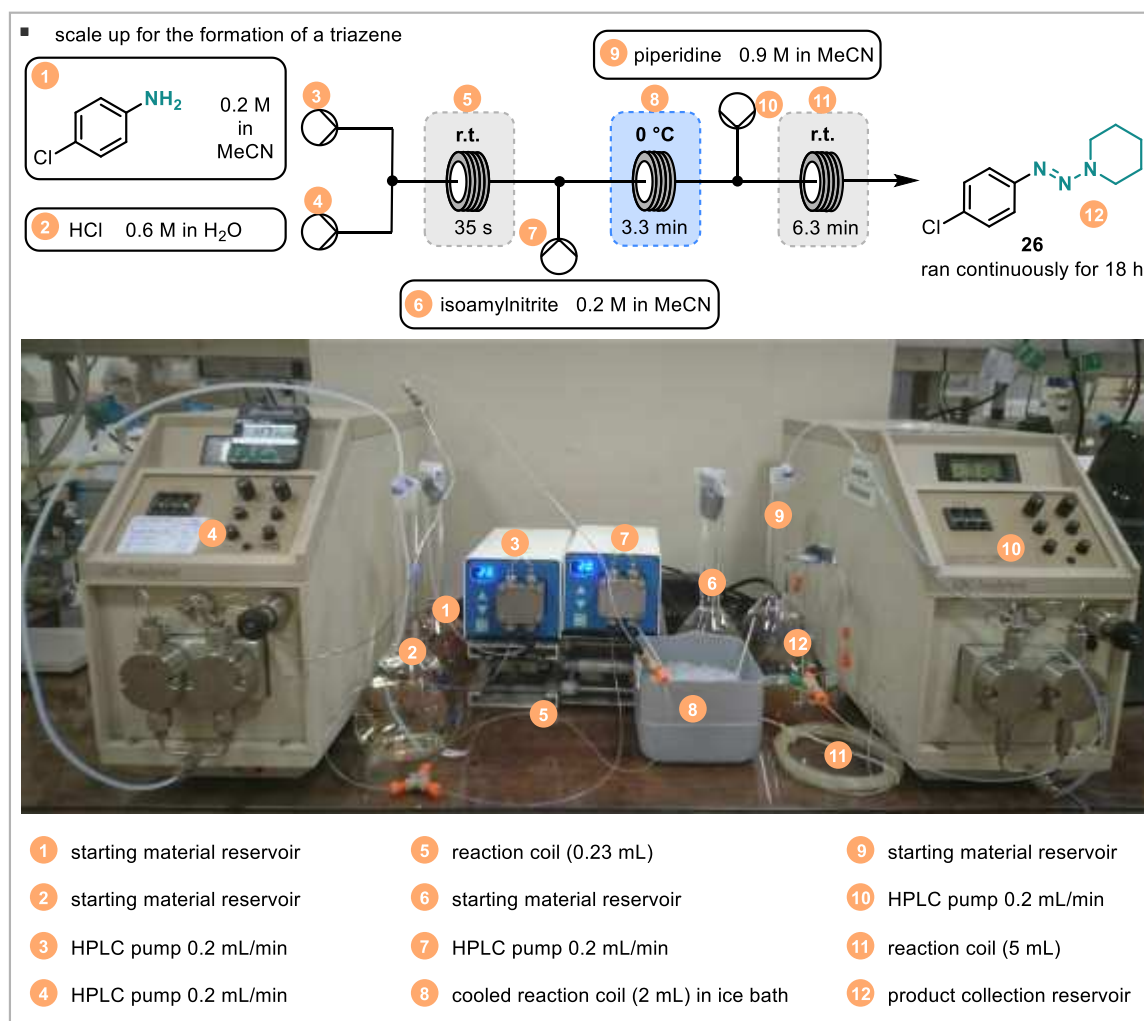 ▪ scale up for the formation of a triazene
1
NH₂
Cl
0.2 M
in
MeCN
2 HCl 0.6 M in H₂O
3
4
5
r.t.
35 s
6 isoamylnitrite 0.2 M in MeCN
7
8
0 °C
3.3 min
9 piperidine 0.9 M in MeCN
10
11
r.t.
6.3 min
N
N
N
Cl
12
26
ran continuously for 18 h
4
3
7
9
10
6
1
2
12
5
8
11
1 starting material reservoir
2 starting material reservoir
3 HPLC pump 0.2 mL/min
4 HPLC pump 0.2 mL/min
5 reaction coil (0.23 mL)
6 starting material reservoir
7 HPLC pump 0.2 mL/min
8 cooled reaction coil (2 mL) in ice bath
9 starting material reservoir
10 HPLC pump 0.2 mL/min
11 reaction coil (5 mL)
12 product collection reservoir